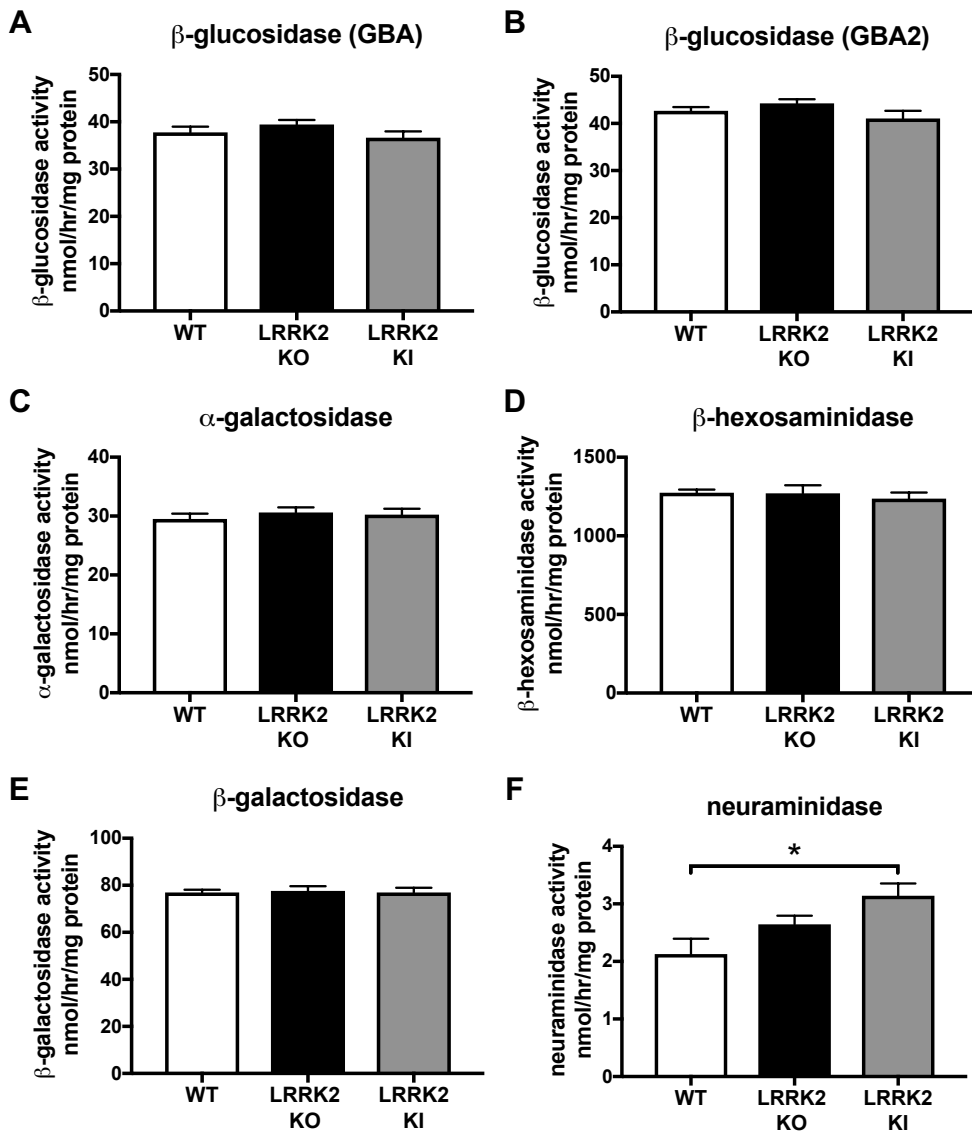 A
β-glucosidase (GBA)
β-glucosidase activity
nmol/hr/mg protein
50
40
30
20
10
0
WT
LRRK2
KO
LRRK2
KI
B
β-glucosidase (GBA2)
β-glucosidase activity
nmol/hr/mg protein
50
40
30
20
10
0
WT
LRRK2
KO
LRRK2
KI
C
α-galactosidase
α-galactosidase activity
nmol/hr/mg protein
40
30
20
10
0
WT
LRRK2
KO
LRRK2
KI
D
β-hexosaminidase
β-hexosaminidase activity
nmol/hr/mg protein
1500
1000
500
0
WT
LRRK2
KO
LRRK2
KI
E
β-galactosidase
β-galactosidase activity
nmol/hr/mg protein
100
80
60
40
20
0
WT
LRRK2
KO
LRRK2
KI
F
neuraminidase
neuraminidase activity
nmol/hr/mg protein
4
3
2
1
0
*
WT
LRRK2
KO
LRRK2
KI